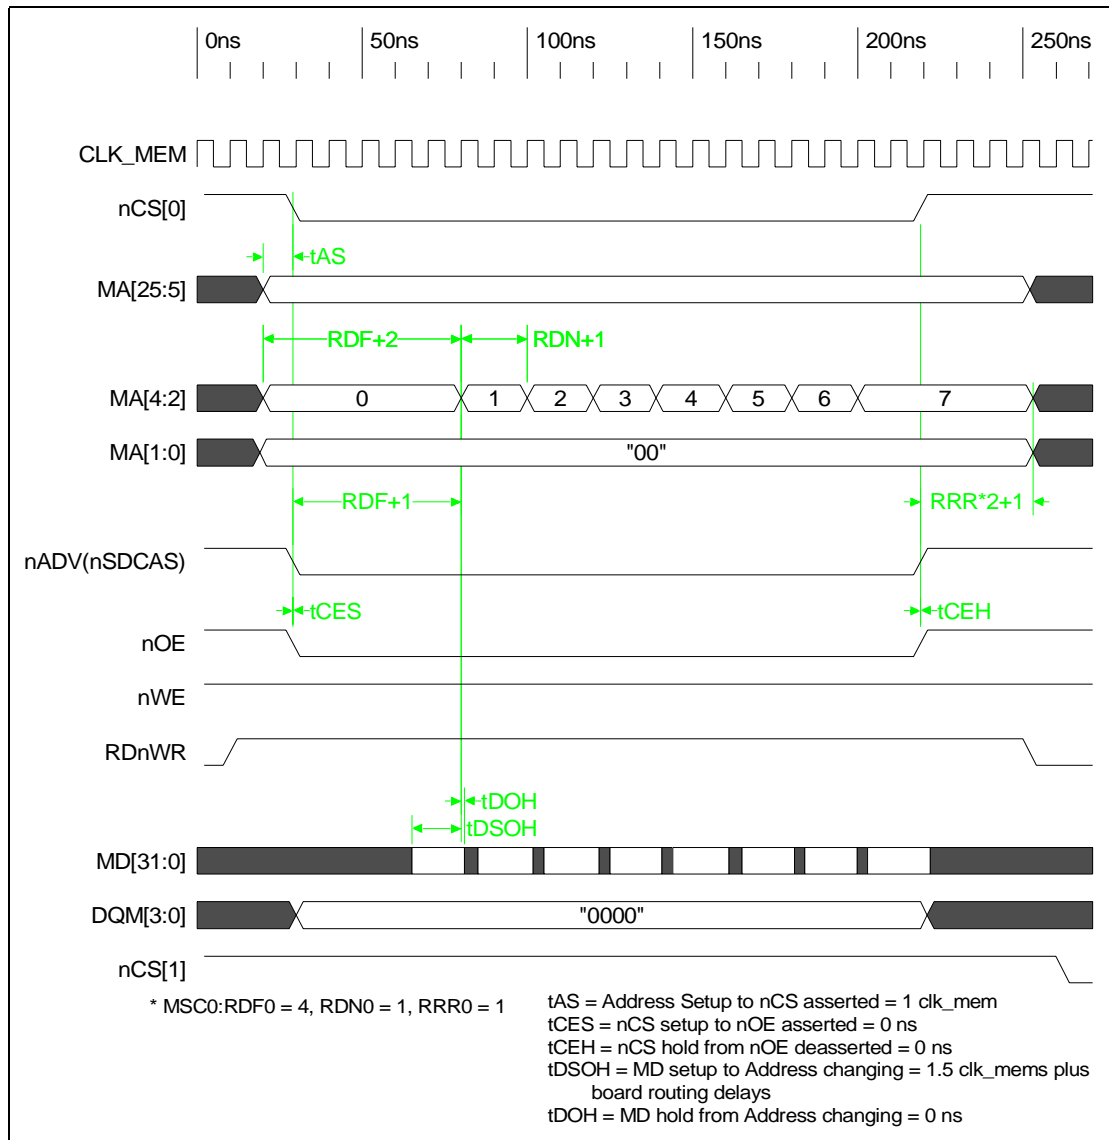 0ns 50ns 100ns 150ns 200ns 250ns
CLK_MEM
nCS[0]
tAS
MA[25:5]
RDF+2 RDN+1
MA[4:2] 0 1 2 3 4 5 6 7
MA[1:0] "00"
RDF+1 RRR*2+1
nADV(nSDCAS)
tCES tCEH
nOE
nWE
RDnWR
tDOH
tDSOH
MD[31:0]
DQM[3:0] "0000"
nCS[1]
* MSC0:RDF0 = 4, RDN0 = 1, RRR0 = 1
tAS = Address Setup to nCS asserted = 1 clk_mem
tCES = nCS setup to nOE asserted = 0 ns
tCEH = nCS hold from nOE deasserted = 0 ns
tDSOH = MD setup to Address changing = 1.5 clk_mems plus
board routing delays
tDOH = MD hold from Address changing = 0 ns